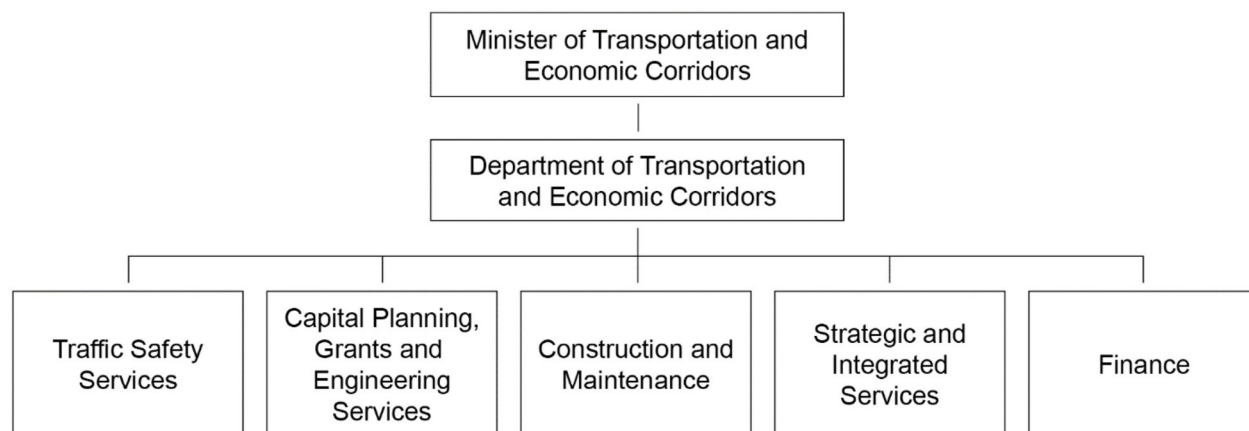 Minister of Transportation and
Economic Corridors
Department of Transportation
and Economic Corridors
Traffic Safety
Services
Capital Planning,
Grants and
Engineering
Services
Construction and
Maintenance
Strategic and
Integrated
Services
Finance